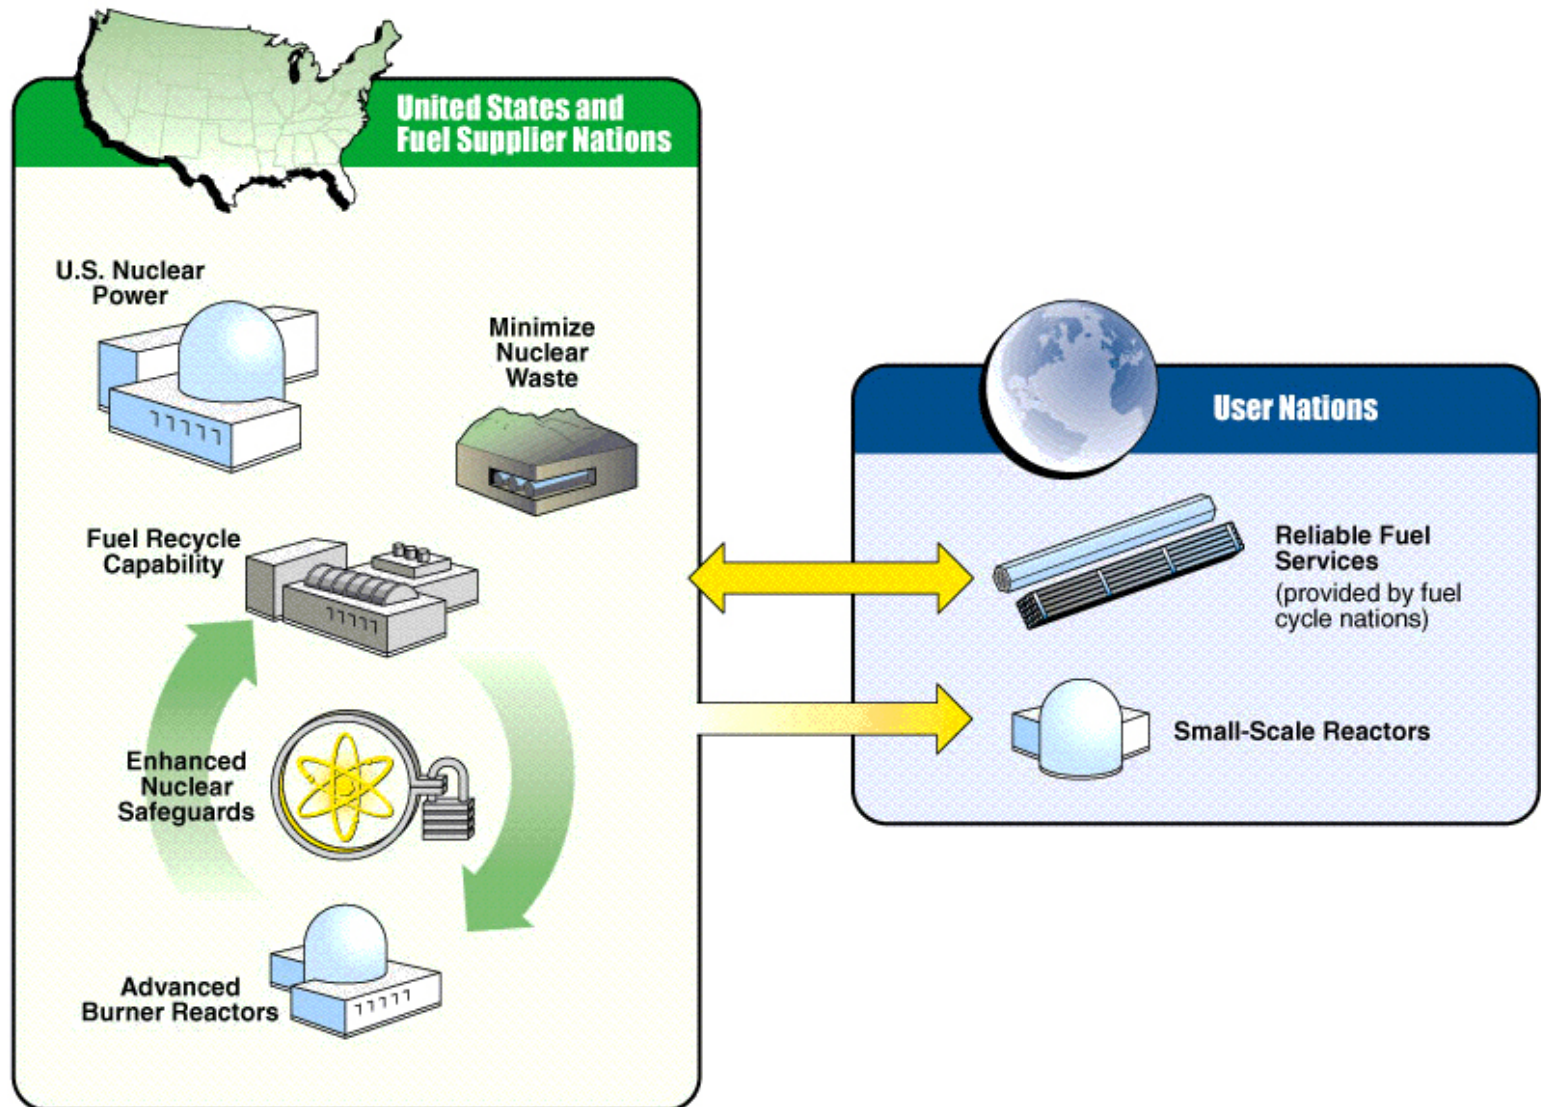 United States and
Fuel Supplier Nations
U.S. Nuclear
Power
Minimize
Nuclear
Waste
Fuel Recycle
Capability
Enhanced
Nuclear
Safeguards
Advanced
Burner Reactors
User Nations
Reliable Fuel
Services
(provided by fuel
cycle nations)
Small-Scale Reactors